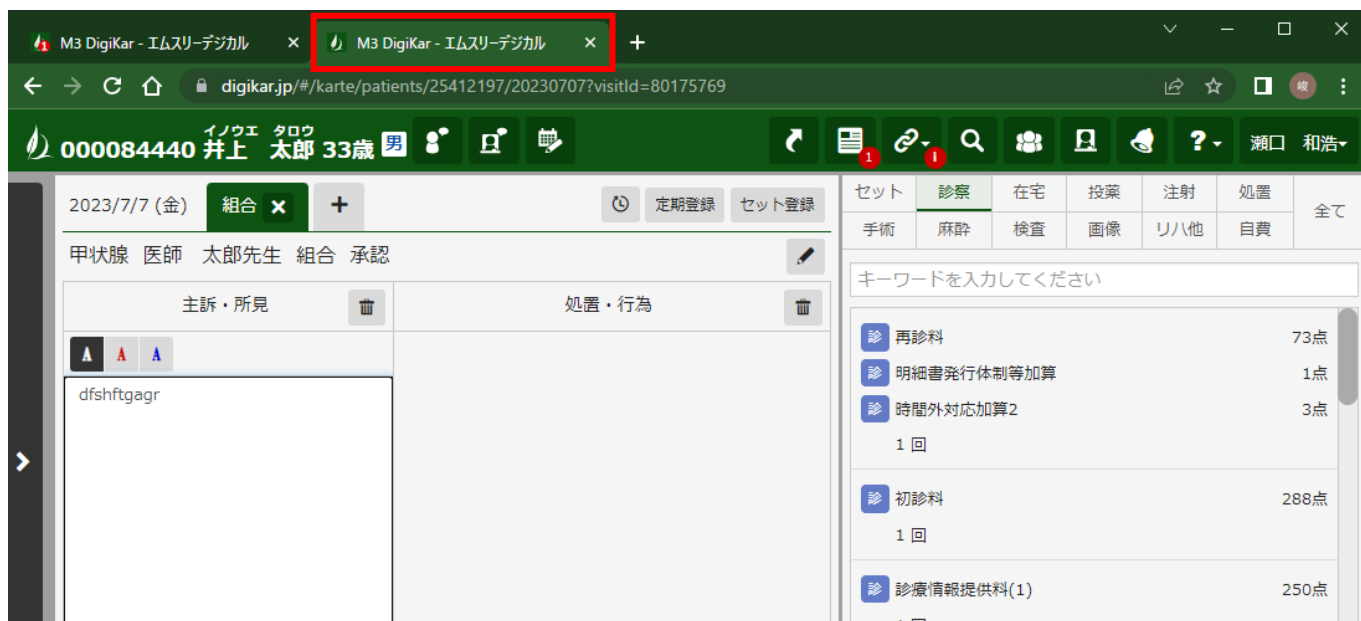 M3 DigiKar - エムスリーデジカル
M3 DigiKar - エムスリーデジカル
digikar.jp/#/karte/patients/25412197/20230707?visitId=80175769
峻
イノウエ タロウ
000084440 井上 太郎 33歳 男
1
1
?
瀬口 和浩
2023/7/7 (金)
組合
定期登録
セット登録
甲状腺 医師 太郎先生 組合 承認
主訴・所見
処置・行為
A A A
dfshftgagr
セット 診察 在宅 投薬 注射 処置
全て
手術 麻酔 検査 画像 リハ他 自費
キーワードを入力してください
診 再診料 73点
診 明細書発行体制等加算 1点
診 時間外対応加算2 3点
1 回
診 初診料 288点
1 回
診 診療情報提供料(1) 250点